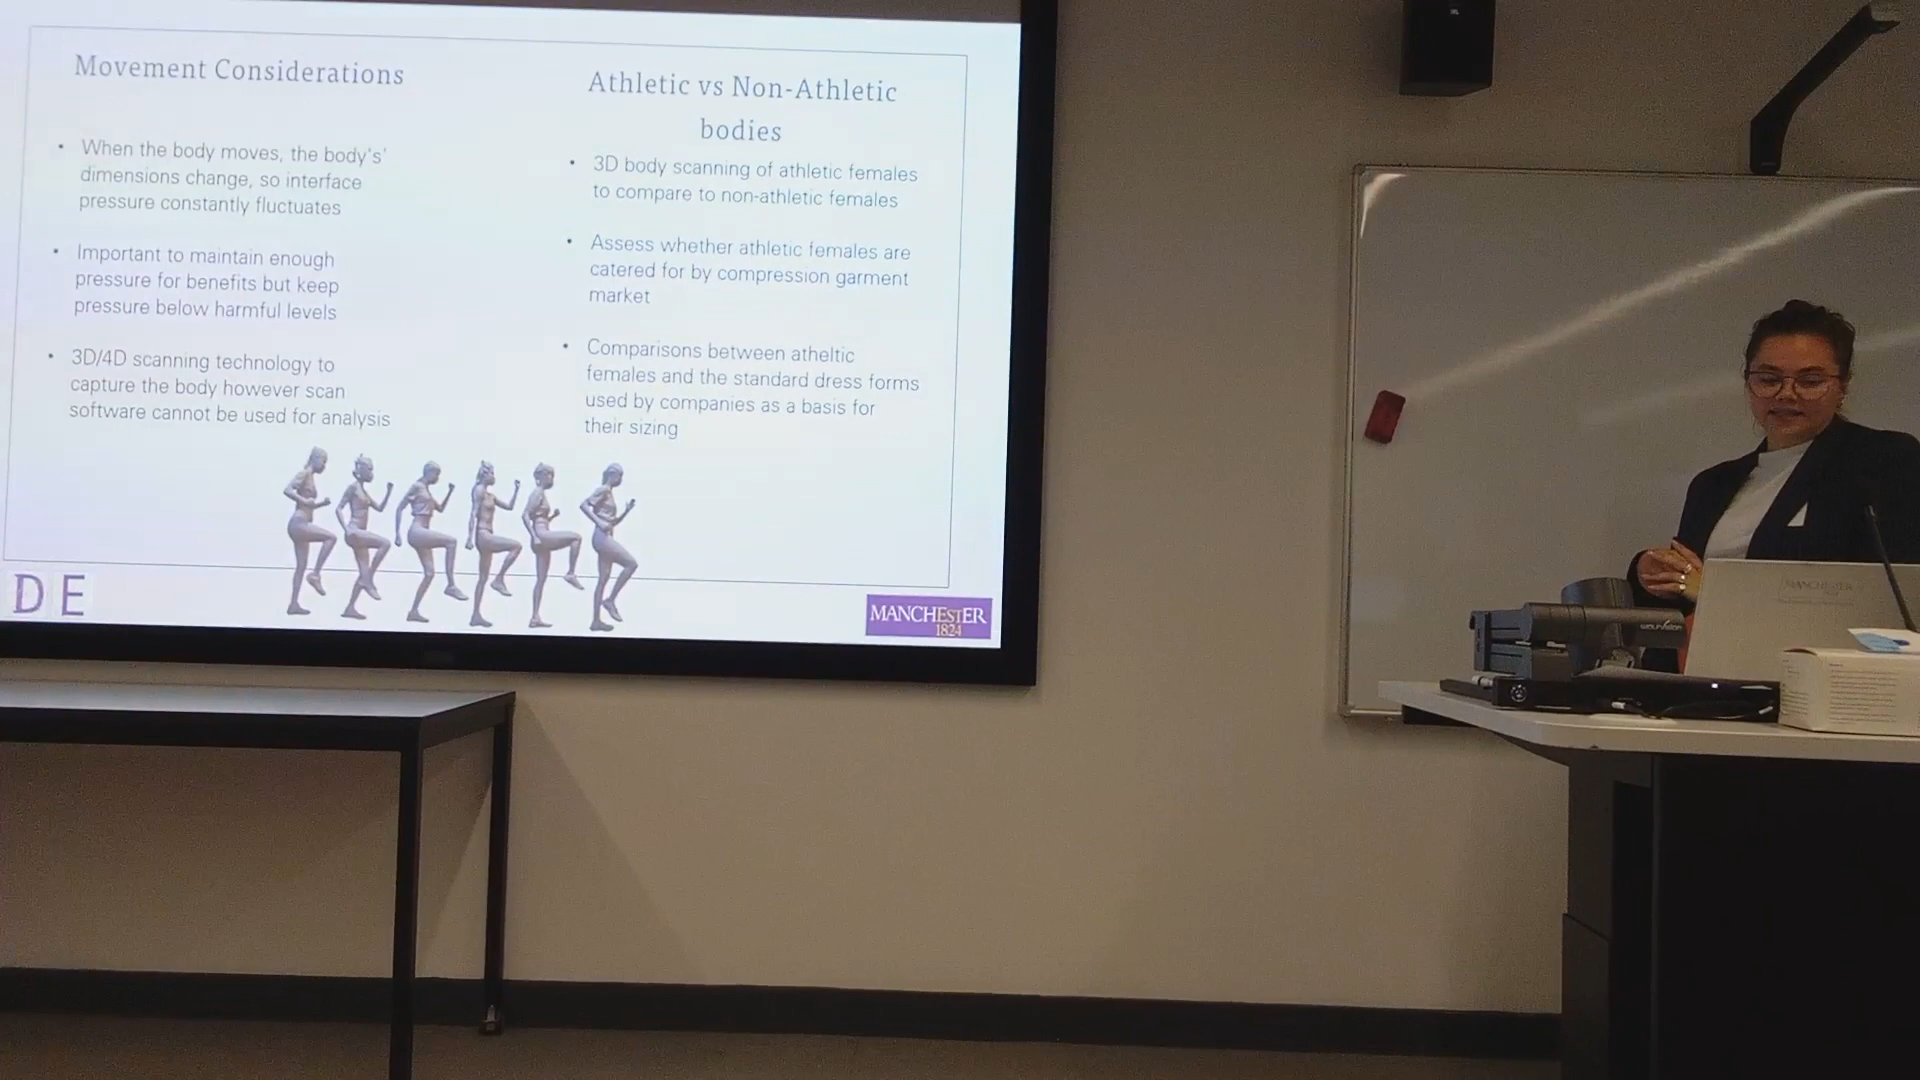 Movement Considerations
• When the body moves, the body's'
dimensions change, so interface
pressure constantly fluctuates
• Important to maintain enough
pressure for benefits but keep
pressure below harmful levels
• 3D/4D scanning technology to
capture the body however scan
software cannot be used for analysis
Athletic vs Non-Athletic
bodies
• 3D body scanning of athletic females
to compare to non-athletic females
• Assess whether athletic females are
catered for by compression garment
market
• Comparisons between atheltic
females and the standard dress forms
used by companies as a basis for
their sizing
D E
MANCHESTER
1824
MANCHESTER
wolfvision